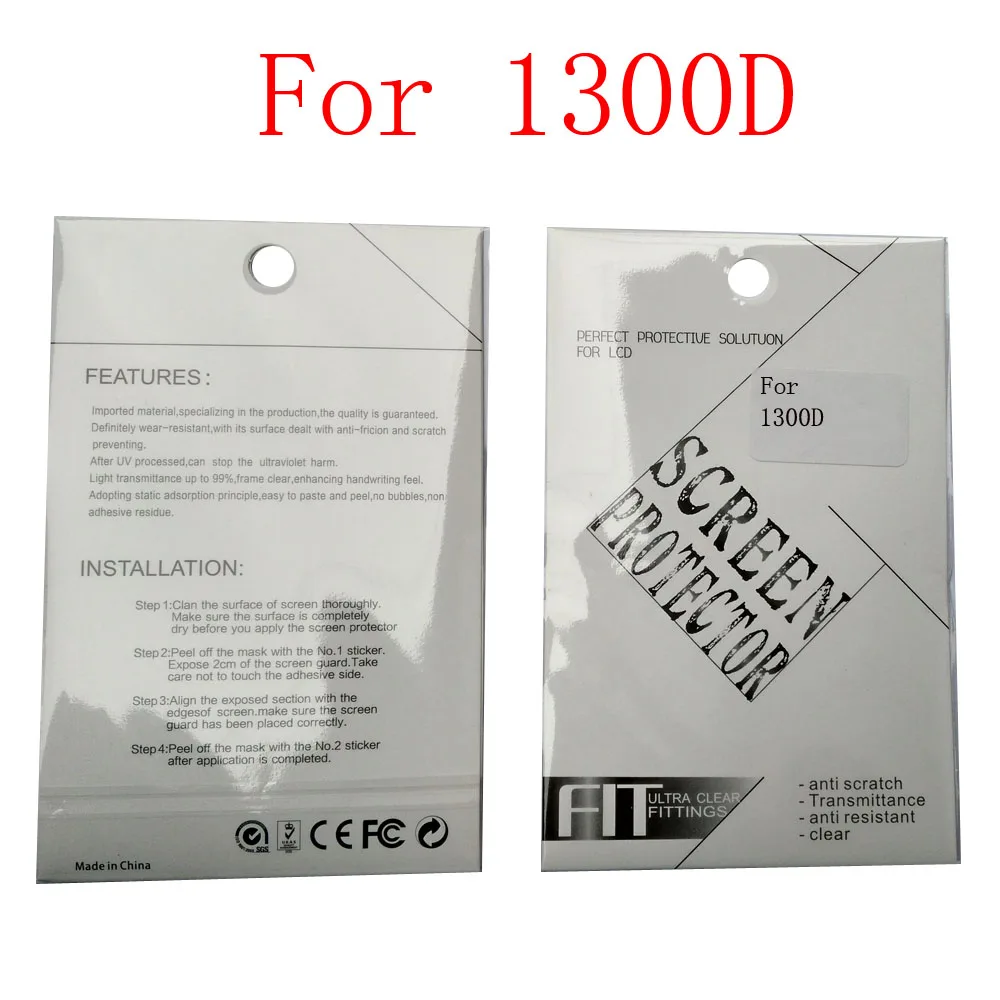 For 1300D
FEATURES:
Imported material,specializing in the production,the quality is guaranteed.
Definitely wear-resistant,with its surface dealt with anti-fricion and scratch
preventing.
After UV processed,can stop the ultraviolet harm.
Light transmittance up to 99%,frame clear,enhancing handwriting feel.
Adopting static adsorption principle,easy to paste and peel,no bubbles,non
adhesive residue.
INSTALLATION:
Step 1:Clan the surface of screen thoroughly.
Make sure the surface is completely
dry before you apply the screen protector
Step2:Peel off the mask with the No.1 sticker.
Expose 2cm of the screen guard.Take
care not to touch the adhesive side.
Step3:Align the exposed section with the
edgesof screen.make sure the screen
guard has been placed correctly.
Step4:Peel off the mask with the No.2 sticker
after application is completed.
SGS
UKAS
CE FC
Made in China
PERFECT PROTECTIVE SOLUTUON
FOR LCD
For
1300D
SCREEN
PROTECTOR
FIT ULTRA CLEAR
FITTINGS
- anti scratch
- Transmittance
- anti resistant
- clear